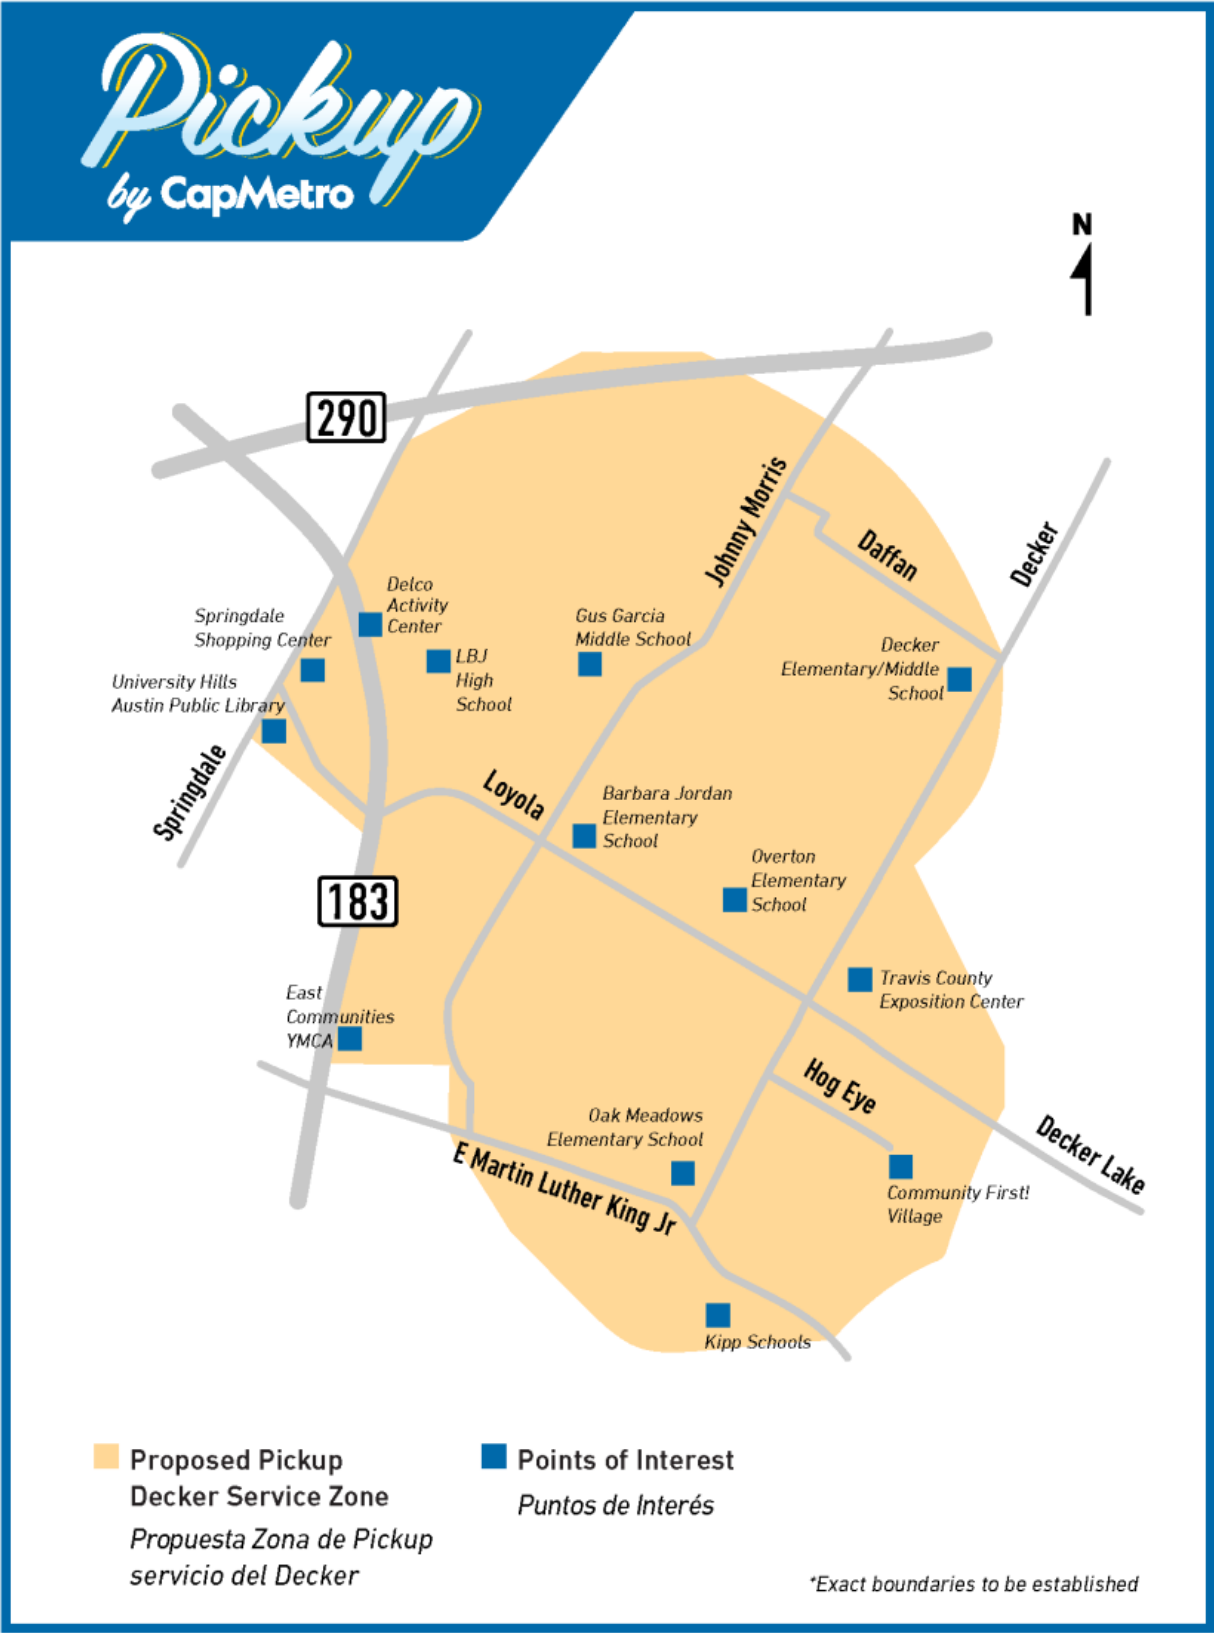 Pickup
by CapMetro
N
290
Johnny Morris
Daffan
Decker
Delco
Activity
Center
Springdale
Shopping Center
Gus Garcia
Middle School
LBJ
High
School
Decker
Elementary/Middle
School
University Hills
Austin Public Library
Springdale
Loyola
Barbara Jordan
Elementary
School
Overton
Elementary
School
183
Travis County
Exposition Center
East
Communities
YMCA
Hog Eye
Oak Meadows
Elementary School
Decker Lake
E Martin Luther King Jr
Community First!
Village
Kipp Schools
Proposed Pickup
Decker Service Zone
Propuesta Zona de Pickup
servicio del Decker
Points of Interest
Puntos de Interés
*Exact boundaries to be established